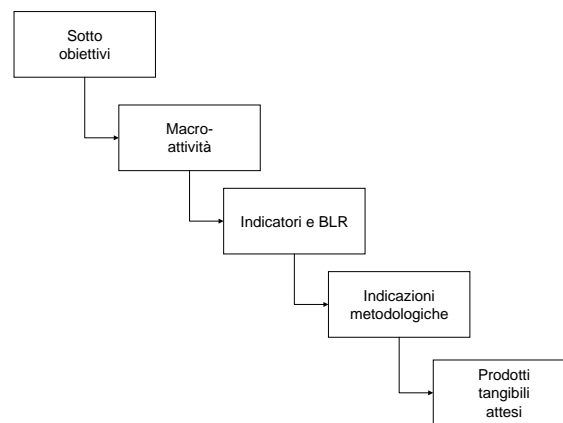 Sotto
obiettivi
Macro-
attività
Indicatori e BLR
Indicazioni
metodologiche
Prodotti
tangibili
attesi